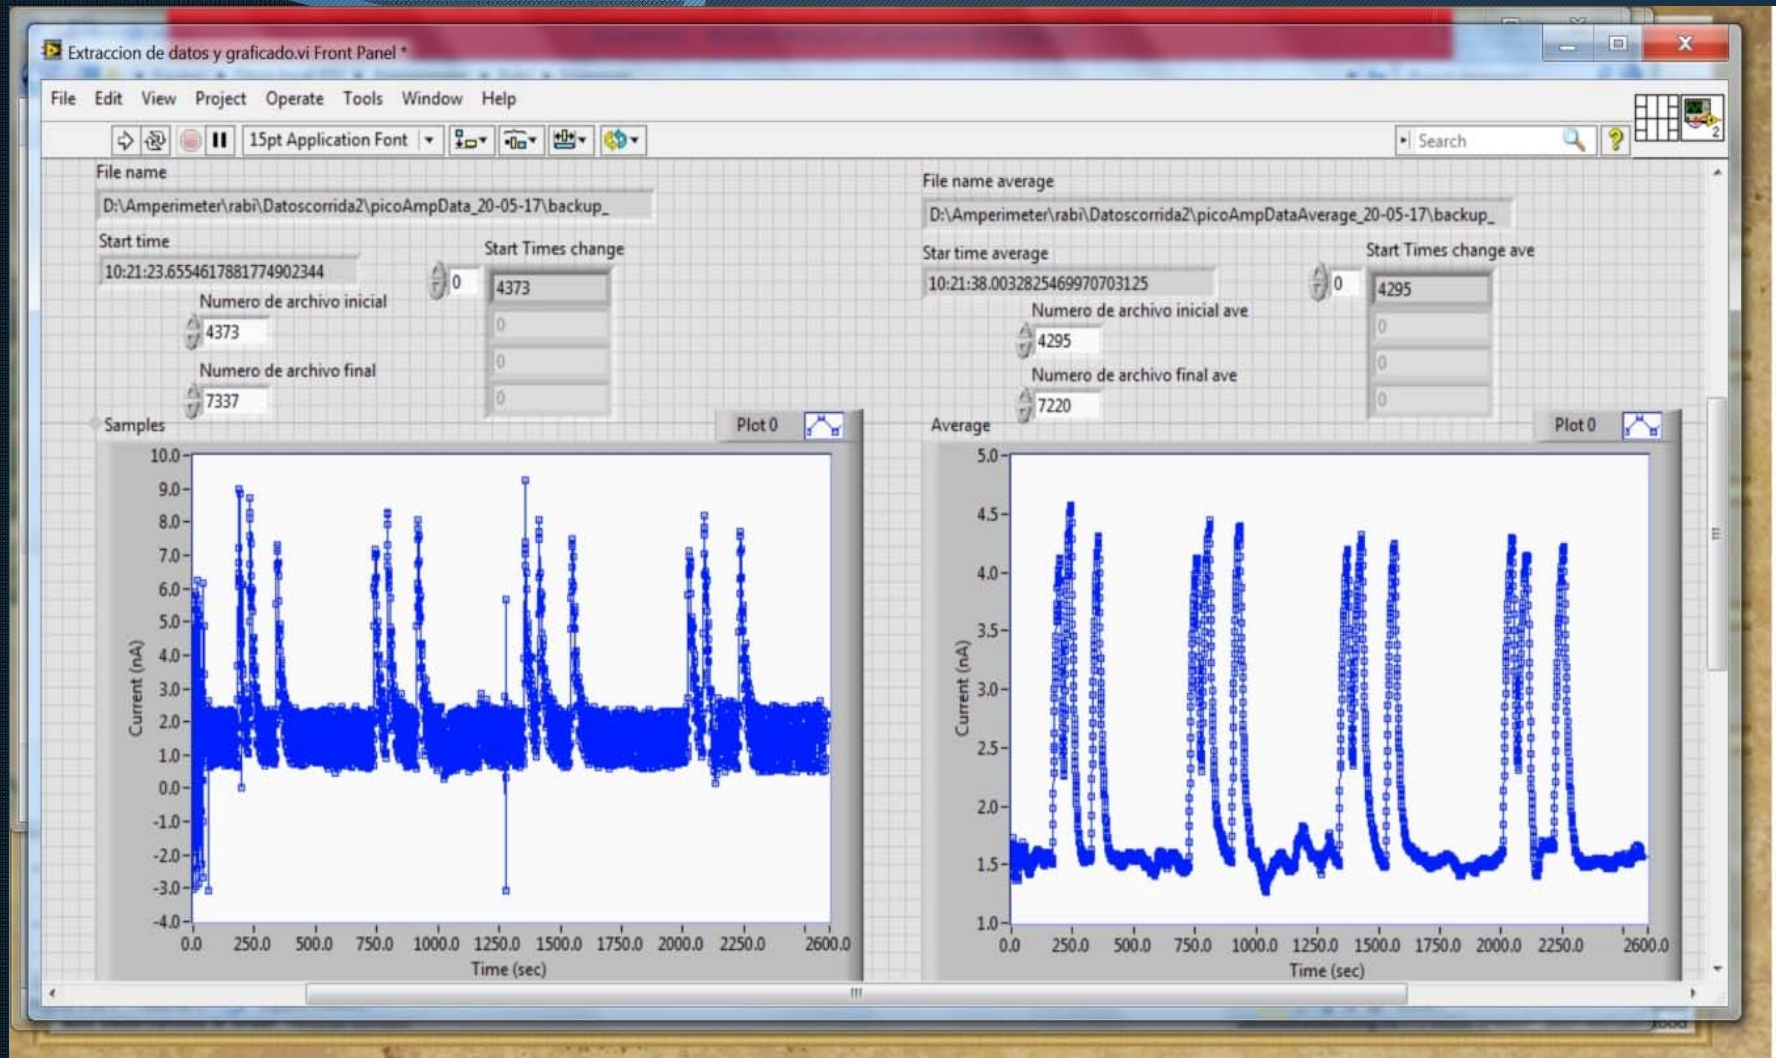 Extraccion de datos y graficado.vi Front Panel *
File Edit View Project Operate Tools Window Help
15pt Application Font
Search
2
File name
D:\Amperimeter\rabi\Datoscorrida2\picoAmpData_20-05-17\backup_
Start time
10:21:23.6554617881774902344
Start Times change
0
4373
0
0
0
Numero de archivo inicial
4373
Numero de archivo final
7337
File name average
D:\Amperimeter\rabi\Datoscorrida2\picoAmpDataAverage_20-05-17\backup_
Star time average
10:21:38.0032825469970703125
Start Times change ave
0
4295
0
0
0
Numero de archivo inicial ave
4295
Numero de archivo final ave
7220
Samples
Plot 0
10.0
9.0
8.0
7.0
6.0
5.0
4.0
3.0
2.0
1.0
0.0
-1.0
-2.0
-3.0
-4.0
Current (nA)
0.0 250.0 500.0 750.0 1000.0 1250.0 1500.0 1750.0 2000.0 2250.0 2600.0
Time (sec)
Average
Plot 0
5.0
4.5
4.0
3.5
3.0
2.5
2.0
1.5
1.0
Current (nA)
0.0 250.0 500.0 750.0 1000.0 1250.0 1500.0 1750.0 2000.0 2250.0 2600.0
Time (sec)